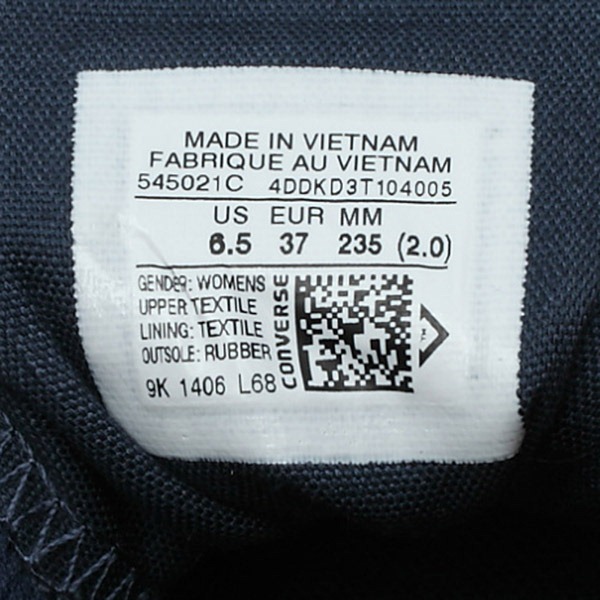 MADE IN VIETNAM
FABRIQUE AU VIETNAM
545021C 4DDKD3T104005
US EUR MM
6.5 37 235 (2.0)
GENDER: WOMENS
UPPER TEXTILE
LINING: TEXTILE
OUTSOLE: RUBBER
9K 1406 L68
CONVERSE
TM